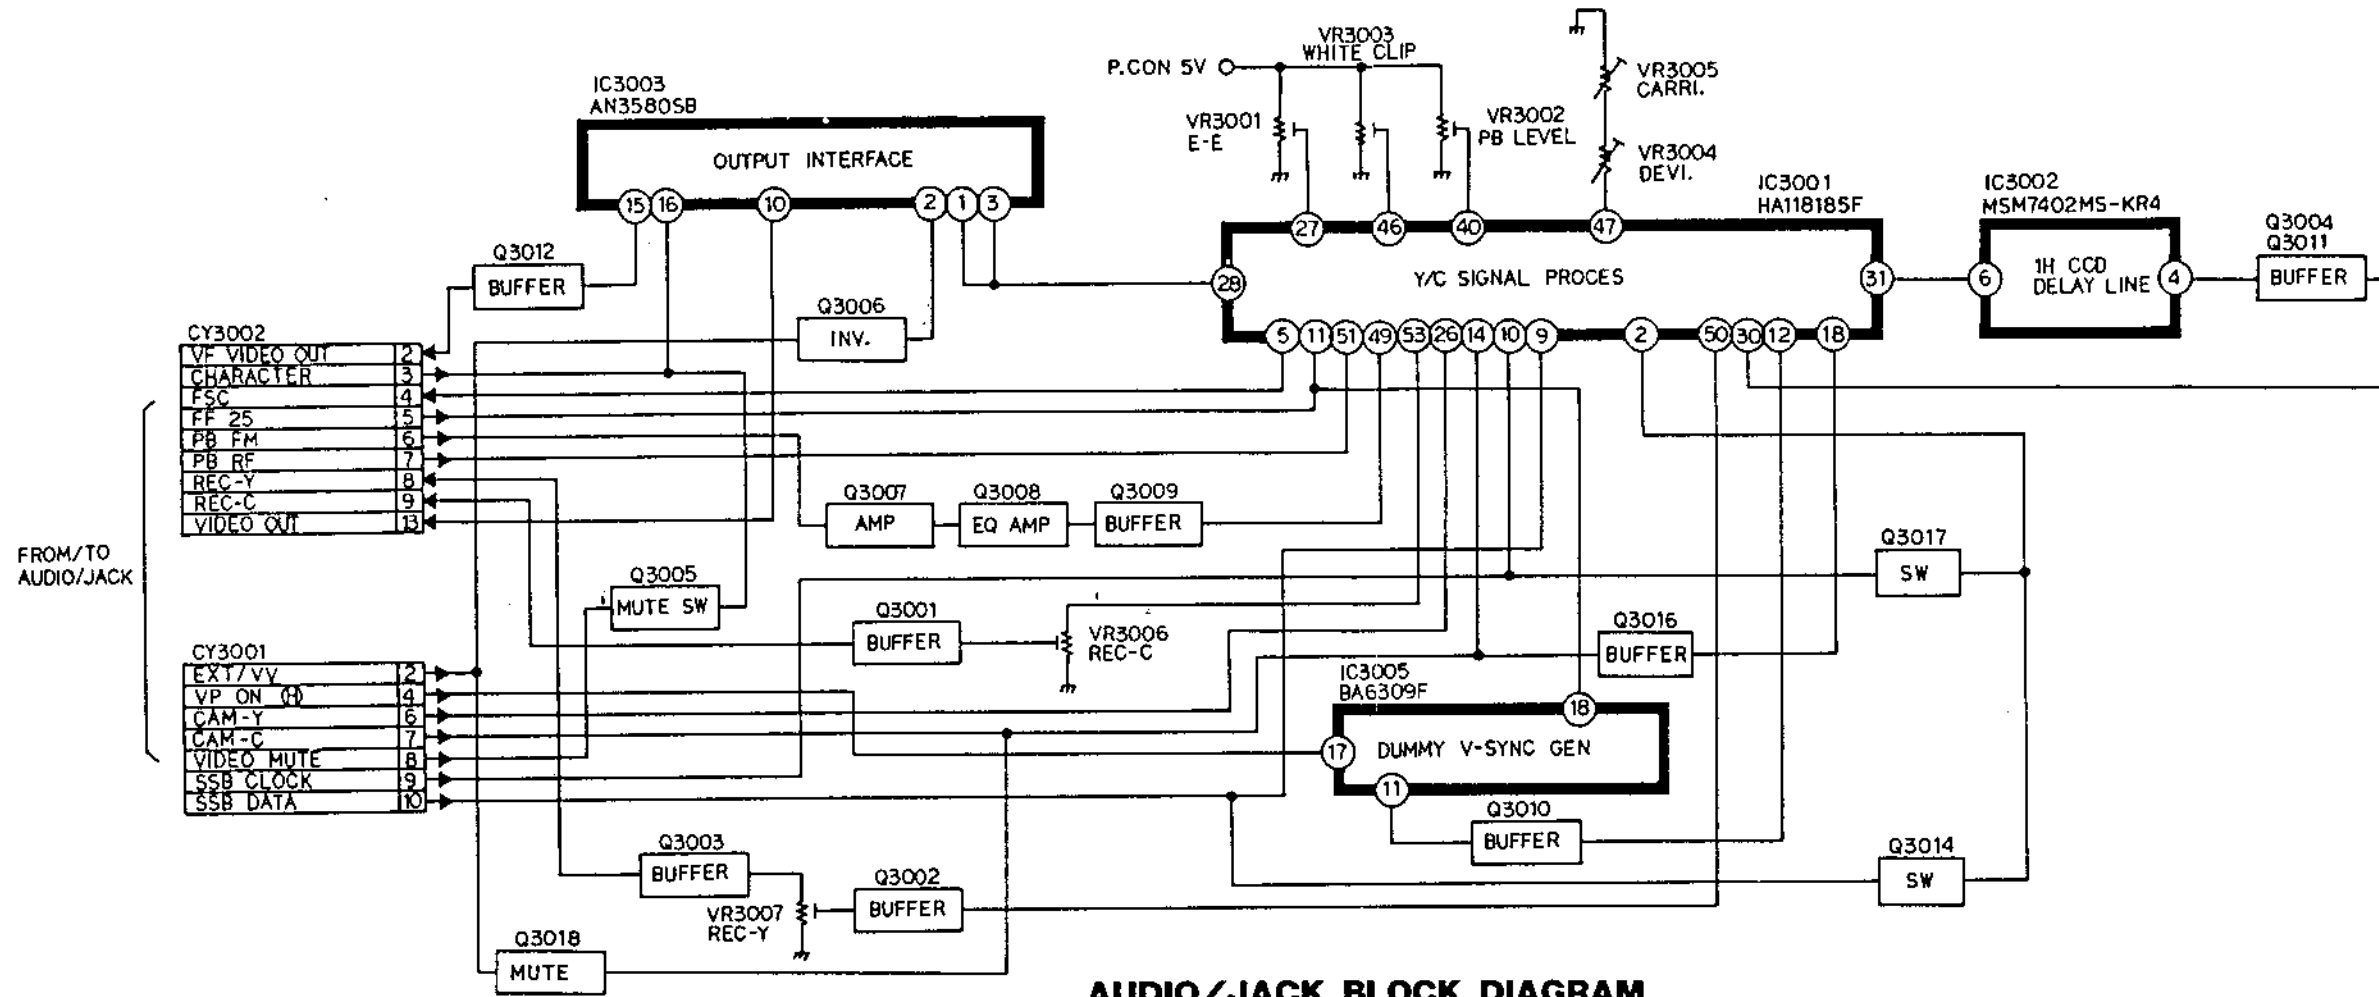 VR3003
WHITE CLIP
P.CON 5V
VR3001
E-E
VR3002
PB LEVEL
VR3005
CARRI.
VR3004
DEVI.
IC3003
AN3580SB
OUTPUT INTERFACE
15 16 10 2 1 3
IC3001
HA118185F
27 46 40 47
28
Y/C SIGNAL PROCES
31
5 11 51 49 53 26 14 10 9 2 50 30 12 18
IC3002
MSM7402MS-KR4
6
1H CCD
DELAY LINE
4
Q3004
Q3011
BUFFER
Q3012
BUFFER
Q3006
INV.
CY3002
VF VIDEO OUT 2
CHARACTER 3
FSC 4
FF 25 5
PB FM 6
PB RF 7
REC-Y 8
REC-C 9
VIDEO OUT 13
FROM/TO
AUDIO/JACK
Q3007
AMP
Q3008
EQ AMP
Q3009
BUFFER
Q3017
SW
Q3005
MUTE SW
Q3001
BUFFER
VR3006
REC-C
Q3016
BUFFER
CY3001
EXT/VV 2
VP ON (H) 4
CAM-Y 6
CAM-C 7
VIDEO MUTE 8
SSB CLOCK 9
SSB DATA 10
IC3005
BA6309F
18
17
DUMMY V-SYNC GEN
11
Q3010
BUFFER
Q3014
SW
Q3003
BUFFER
VR3007
REC-Y
Q3002
BUFFER
Q3018
MUTE
AUDIO/JACK BLOCK DIAGRAM